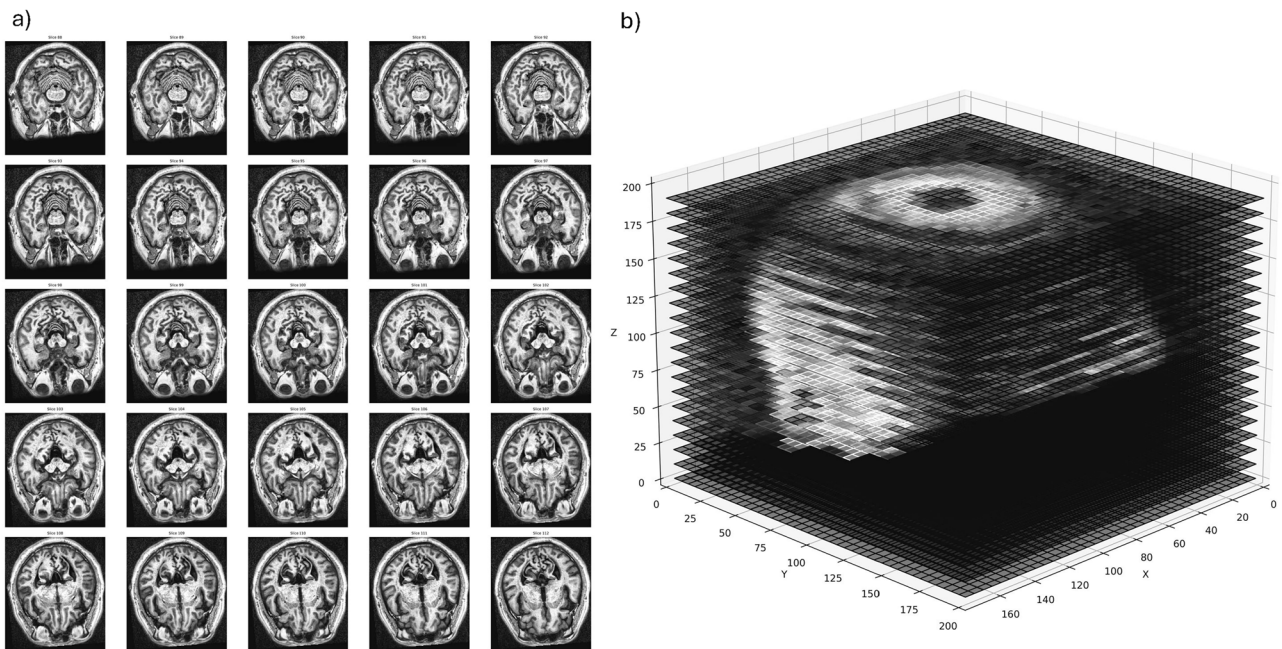 a)
b)
Slice 88
Slice 89
Slice 90
Slice 91
Slice 92
Slice 93
Slice 94
Slice 95
Slice 96
Slice 97
Slice 98
Slice 99
Slice 100
Slice 101
Slice 102
Slice 103
Slice 104
Slice 105
Slice 106
Slice 107
Slice 108
Slice 109
Slice 110
Slice 111
Slice 112
200
175
150
125
Z
100
75
50
25
0
0
25
50
75
100
Y
125
150
175
200
160
140
120
100
X
80
60
40
20
0